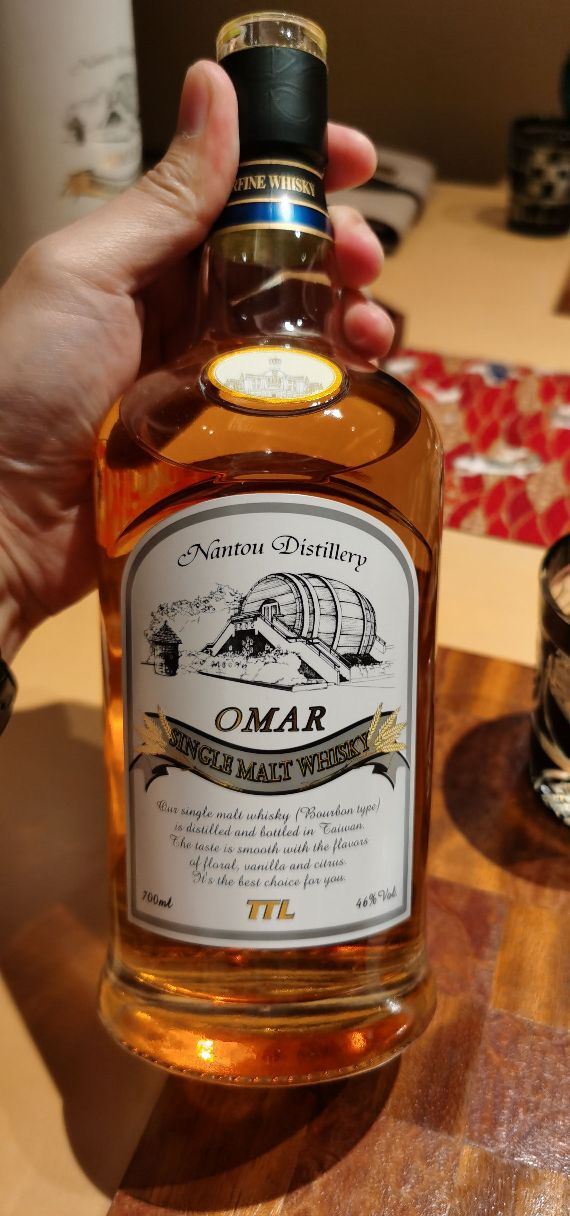 FINE WHISKY
Nantou Distillery
OMAR
SINGLE MALT WHISKY
Our single malt whisky (Bourbon type)
is distilled and bottled in Taiwan.
The taste is smooth with the flavors
of floral, vanilla and citrus.
It's the best choice for you.
700ml
TTL
46% Vol.